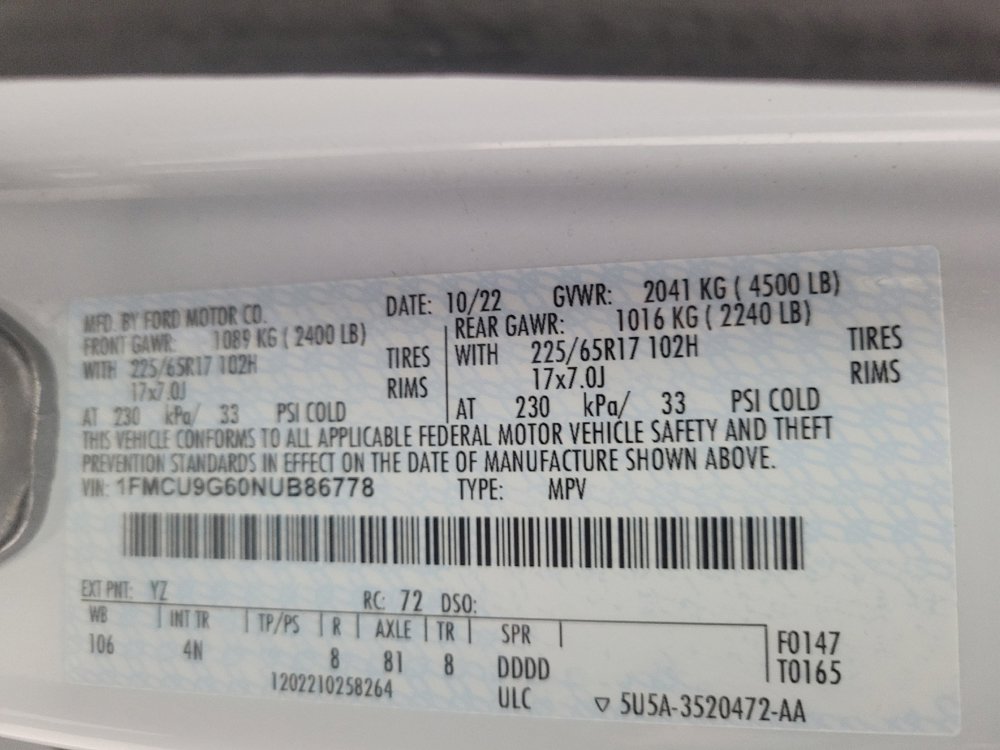 MFD. BY FORD MOTOR CO. DATE: 10/22 GVWR: 2041 KG ( 4500 LB)
FRONT GAWR: 1089 KG ( 2400 LB) REAR GAWR: 1016 KG ( 2240 LB)
WITH 225/65R17 102H TIRES WITH 225/65R17 102H TIRES
17x7.0J RIMS 17x7.0J RIMS
AT 230 kPa/ 33 PSI COLD AT 230 kPa/ 33 PSI COLD
THIS VEHICLE CONFORMS TO ALL APPLICABLE FEDERAL MOTOR VEHICLE SAFETY AND THEFT
PREVENTION STANDARDS IN EFFECT ON THE DATE OF MANUFACTURE SHOWN ABOVE.
VIN: 1FMCU9G60NUB86778 TYPE: MPV
EXT PNT: YZ RC: 72 DSO:
WB INT TR TP/PS R AXLE TR SPR F0147
106 4N 8 81 8 DDDD T0165
1202210258264 ULC ▽ 5U5A-3520472-AA